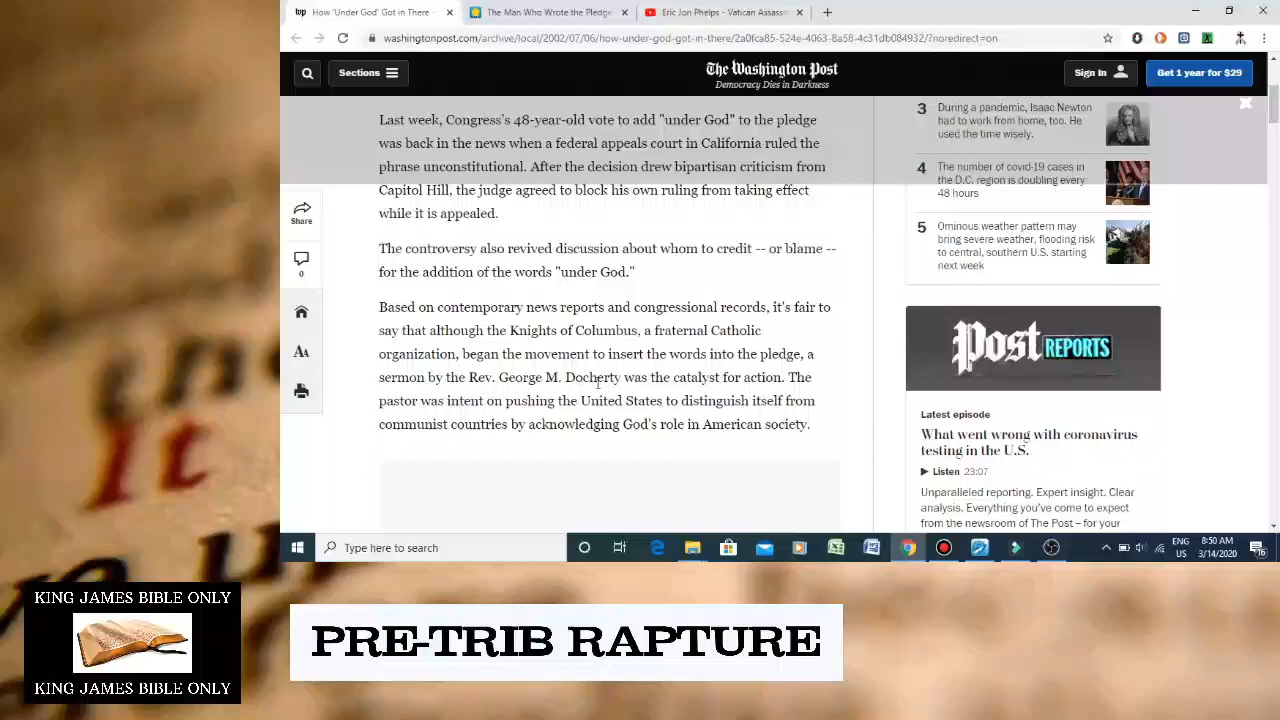 How 'Under God' Got in There -
The Man Who Wrote the Pledge
Eric Jon Phelps - Vatican Assassi
washingtonpost.com/archive/local/2002/07/06/how-under-god-got-in-there/2a0fca85-524e-4063-8a58-4c31db084932/?noredirect=on
Sections
The Washington Post
Democracy Dies in Darkness
Sign In
Get 1 year for $29
Share
0
AA
Last week, Congress's 48-year-old vote to add "under God" to the pledge
was back in the news when a federal appeals court in California ruled the
phrase unconstitutional. After the decision drew bipartisan criticism from
Capitol Hill, the judge agreed to block his own ruling from taking effect
while it is appealed.
The controversy also revived discussion about whom to credit -- or blame --
for the addition of the words "under God."
Based on contemporary news reports and congressional records, it's fair to
say that although the Knights of Columbus, a fraternal Catholic
organization, began the movement to insert the words into the pledge, a
sermon by the Rev. George M. Docherty was the catalyst for action. The
pastor was intent on pushing the United States to distinguish itself from
communist countries by acknowledging God's role in American society.
3 During a pandemic, Isaac Newton
had to work from home, too. He
used the time wisely.
4 The number of covid-19 cases in
the D.C. region is doubling every
48 hours
5 Ominous weather pattern may
bring severe weather, flooding risk
to central, southern U.S. starting
next week
Post REPORTS
Latest episode
What went wrong with coronavirus
testing in the U.S.
Listen 23:07
Unparalleled reporting. Expert insight. Clear
analysis. Everything you've come to expect
from the newsroom of The Post – for your
Type here to search
ENG
US
8:50 AM
3/14/2020
16
It
KING JAMES BIBLE ONLY
KING JAMES BIBLE ONLY
PRE-TRIB RAPTURE